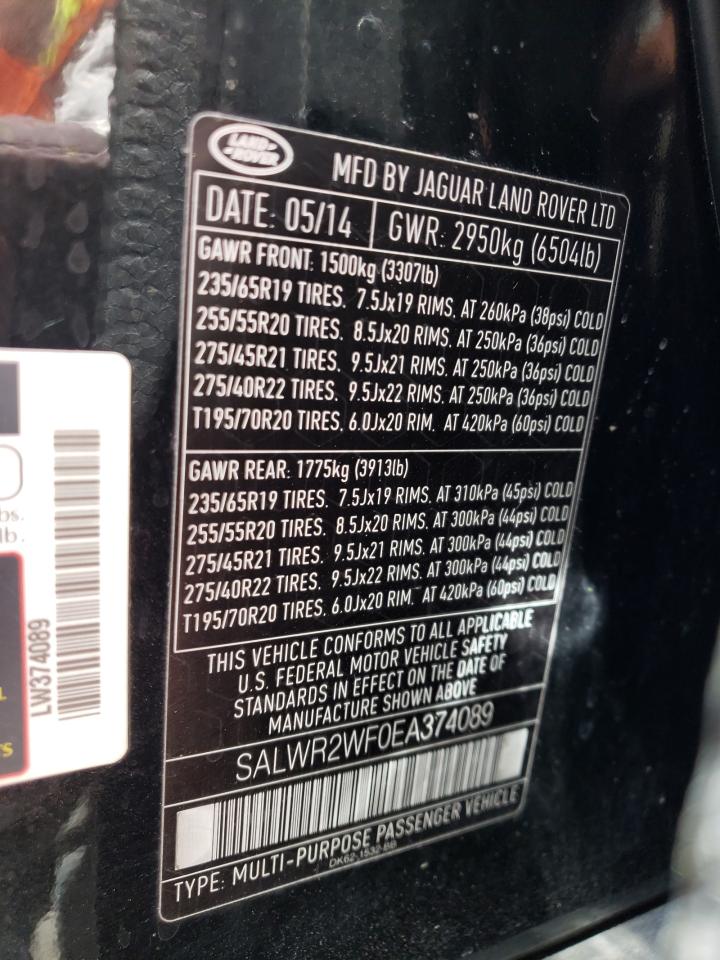 LAND
ROVER
MFD BY JAGUAR LAND ROVER LTD
DATE: 05/14 GWR: 2950kg (6504lb)
GAWR FRONT: 1500kg (3307lb)
235/65R19 TIRES. 7.5Jx19 RIMS. AT 260kPa (38psi) COLD
255/55R20 TIRES. 8.5Jx20 RIMS. AT 250kPa (36psi) COLD
275/45R21 TIRES. 9.5Jx21 RIMS. AT 250kPa (36psi) COLD
275/40R22 TIRES. 9.5Jx22 RIMS. AT 250kPa (36psi) COLD
T195/70R20 TIRES. 6.0Jx20 RIM. AT 420kPa (60psi) COLD
GAWR REAR: 1775kg (3913lb)
235/65R19 TIRES. 7.5Jx19 RIMS. AT 310kPa (45psi) COLD
255/55R20 TIRES. 8.5Jx20 RIMS. AT 300kPa (44psi) COLD
275/45R21 TIRES. 9.5Jx21 RIMS. AT 300kPa (44psi) COLD
275/40R22 TIRES. 9.5Jx22 RIMS. AT 300kPa (44psi) COLD
T195/70R20 TIRES. 6.0Jx20 RIM. AT 420kPa (60psi) COLD
THIS VEHICLE CONFORMS TO ALL APPLICABLE
U.S. FEDERAL MOTOR VEHICLE SAFETY
STANDARDS IN EFFECT ON THE DATE OF
MANUFACTURE SHOWN ABOVE
SALWR2WF0EA374089
TYPE: MULTI-PURPOSE PASSENGER VEHICLE
DK62-1532-BB
bs.
lb.
LW374089
L
TS